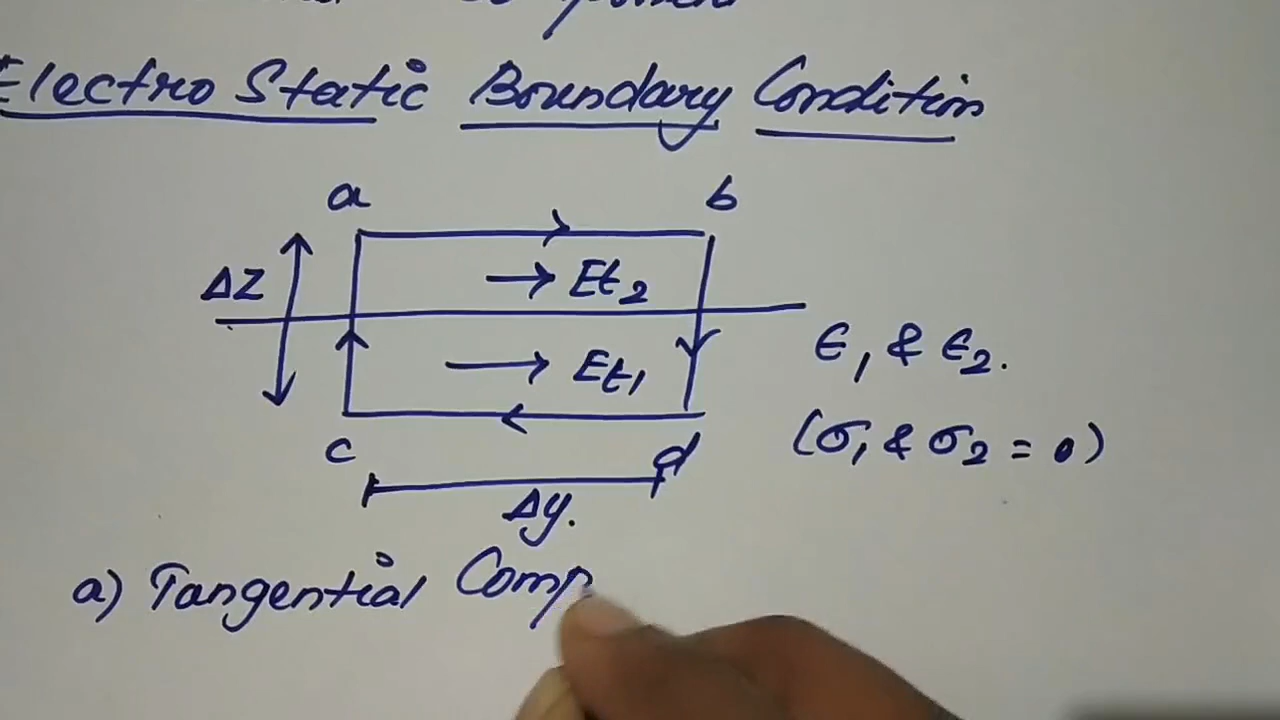 Electro Static Boundary Condition
a b
ΔZ
Et2
Et1
ϵ1 & ϵ2.
(σ1 & σ2 = 0)
c d
Δy.
a) Tangential Comp